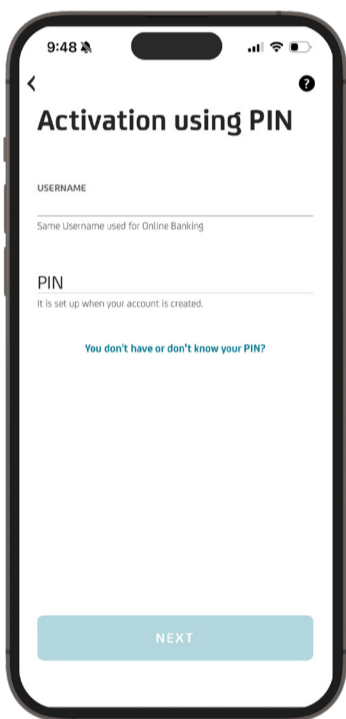 9:48
?
Activation using PIN
USERNAME
Same Username used for Online Banking
PIN
It is set up when your account is created.
You don't have or don't know your PIN?
NEXT